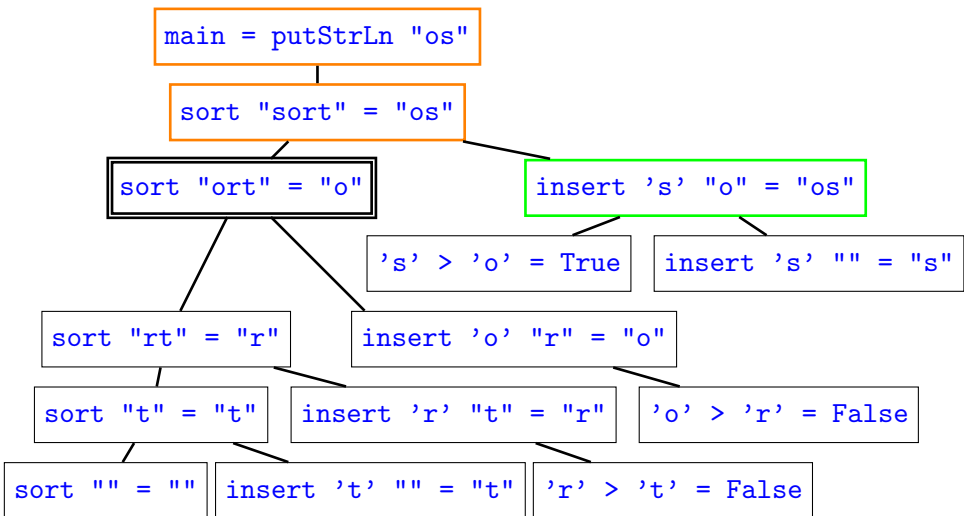 main = putStrLn "os"
sort "sort" = "os"
sort "ort" = "o"
insert 's' "o" = "os"
's' > 'o' = True
insert 's' "" = "s"
sort "rt" = "r"
insert 'o' "r" = "o"
sort "t" = "t"
insert 'r' "t" = "r"
'o' > 'r' = False
sort "" = ""
insert 't' "" = "t"
'r' > 't' = False